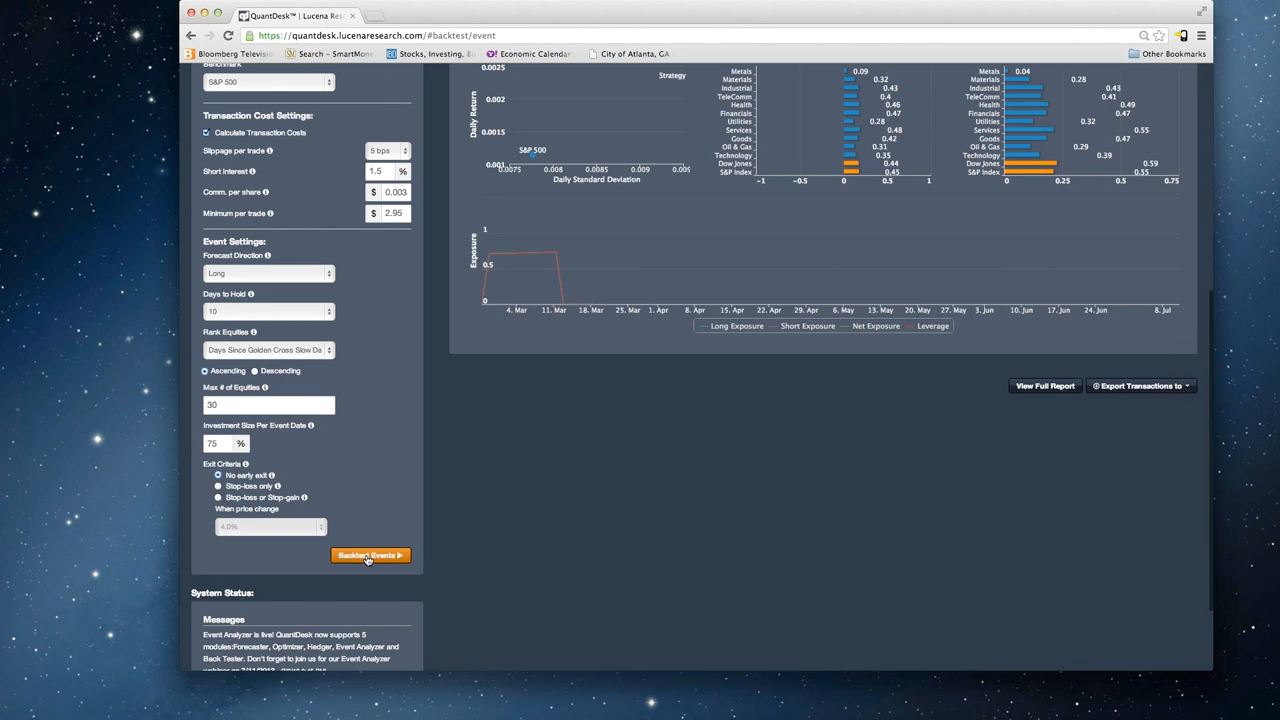 QuantDesk™ | Lucena Res
https://quantdesk.lucenaresearch.com/#backtest/event
Bloomberg Televisi
Search – SmartMone
Stocks, Investing, B
Economic Calendar
City of Atlanta, GA
Other Bookmarks
Benchmark
S&P 500
Transaction Cost Settings:
Calculate Transaction Costs
Slippage per trade
5 bps
Short Interest
1.5 %
Comm. per share
$ 0.003
Minimum per trade
$ 2.95
Event Settings:
Forecast Direction
Long
Days to Hold
10
Rank Equities
Days Since Golden Cross Slow Da
Ascending Descending
Max # of Equities
30
Investment Size Per Event Date
75 %
Exit Criteria
No early exit
Stop-loss only
Stop-loss or Stop-gain
When price change
4.0%
Backtest Events
System Status:
Messages
Event Analyzer is live! QuantDesk now supports 5
modules:Forecaster, Optimizer, Hedger, Event Analyzer and
Back Tester. Don't forget to join us for our Event Analyzer
Daily Return
0.0025
0.002
0.0015
0.001
Strategy
S&P 500
0.0075 0.008 0.0085 0.009
Daily Standard Deviation
Metals 0.09
Materials 0.32
Industrial 0.43
TeleComm 0.4
Health 0.46
Financials 0.47
Utilities 0.28
Services 0.48
Goods 0.42
Oil & Gas 0.31
Technology 0.35
Dow Jones 0.44
S&P Index 0.45
-1 -0.5 0 0.5 1
Metals 0.04
Materials 0.28
Industrial 0.43
TeleComm 0.41
Health 0.49
Financials 0.47
Utilities 0.32
Services 0.55
Goods 0.47
Oil & Gas 0.29
Technology 0.39
Dow Jones 0.59
S&P Index 0.55
0 0.25 0.5 0.75
Exposure
1
0.5
0
4. Mar 11. Mar 18. Mar 25. Mar 1. Apr 8. Apr 15. Apr 22. Apr 29. Apr 6. May 13. May 20. May 27. May 3. Jun 10. Jun 17. Jun 24. Jun 8. Jul
Long Exposure Short Exposure Net Exposure Leverage
View Full Report
Export Transactions to